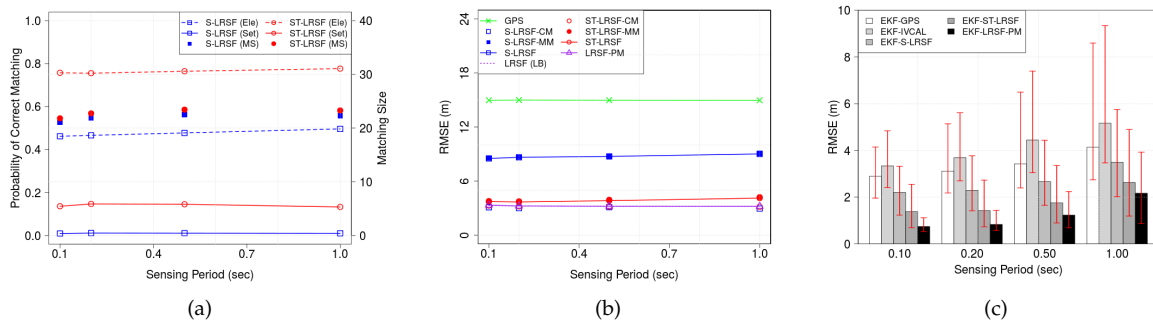 S-LRSF (Ele)
S-LRSF (Set)
S-LRSF (MS)
ST-LRSF (Ele)
ST-LRSF (Set)
ST-LRSF (MS)
Probability of Correct Matching
1.0
0.8
0.6
0.4
0.2
0.0
Matching Size
40
30
20
10
0
0.1
0.4
0.7
1.0
Sensing Period (sec)
(a)
GPS
S-LRSF-CM
S-LRSF-MM
S-LRSF
LRSF (LB)
ST-LRSF-CM
ST-LRSF-MM
ST-LRSF
LRSF-PM
RMSE (m)
24
18
12
6
0
0.1
0.4
0.7
1.0
Sensing Period (sec)
(b)
EKF-GPS
EKF-IVCAL
EKF-S-LRSF
EKF-ST-LRSF
EKF-LRSF-PM
RMSE (m)
10
8
6
4
2
0
0.10
0.20
0.50
1.00
Sensing Period (sec)
(c)